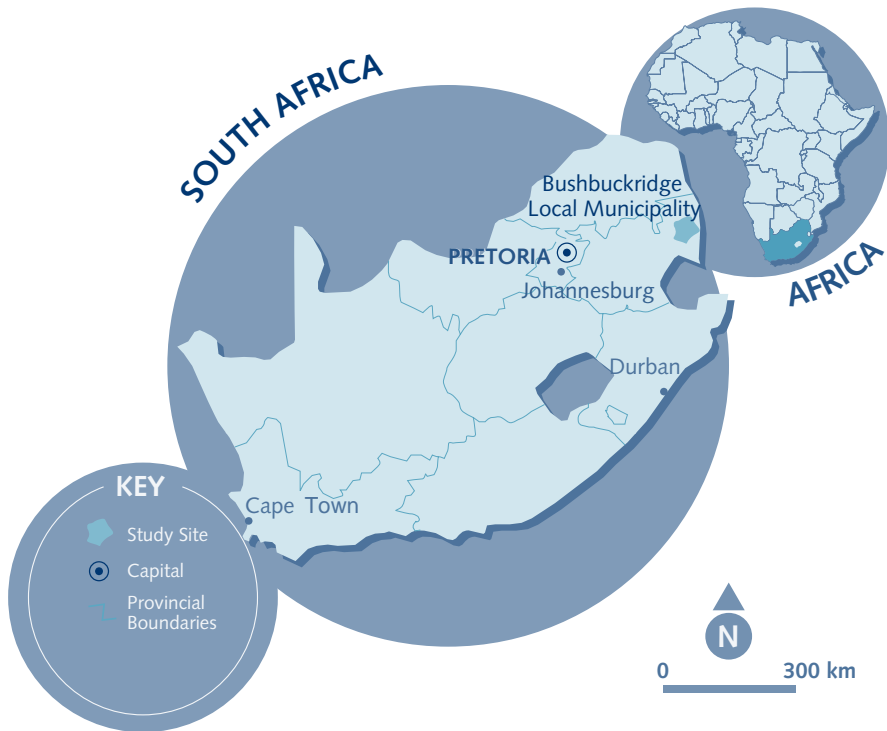 SOUTH AFRICA
AFRICA
Bushbuckridge
Local Municipality
PRETORIA
Johannesburg
Durban
Cape Town
KEY
Study Site
Capital
Provincial
Boundaries
N
0 300 km